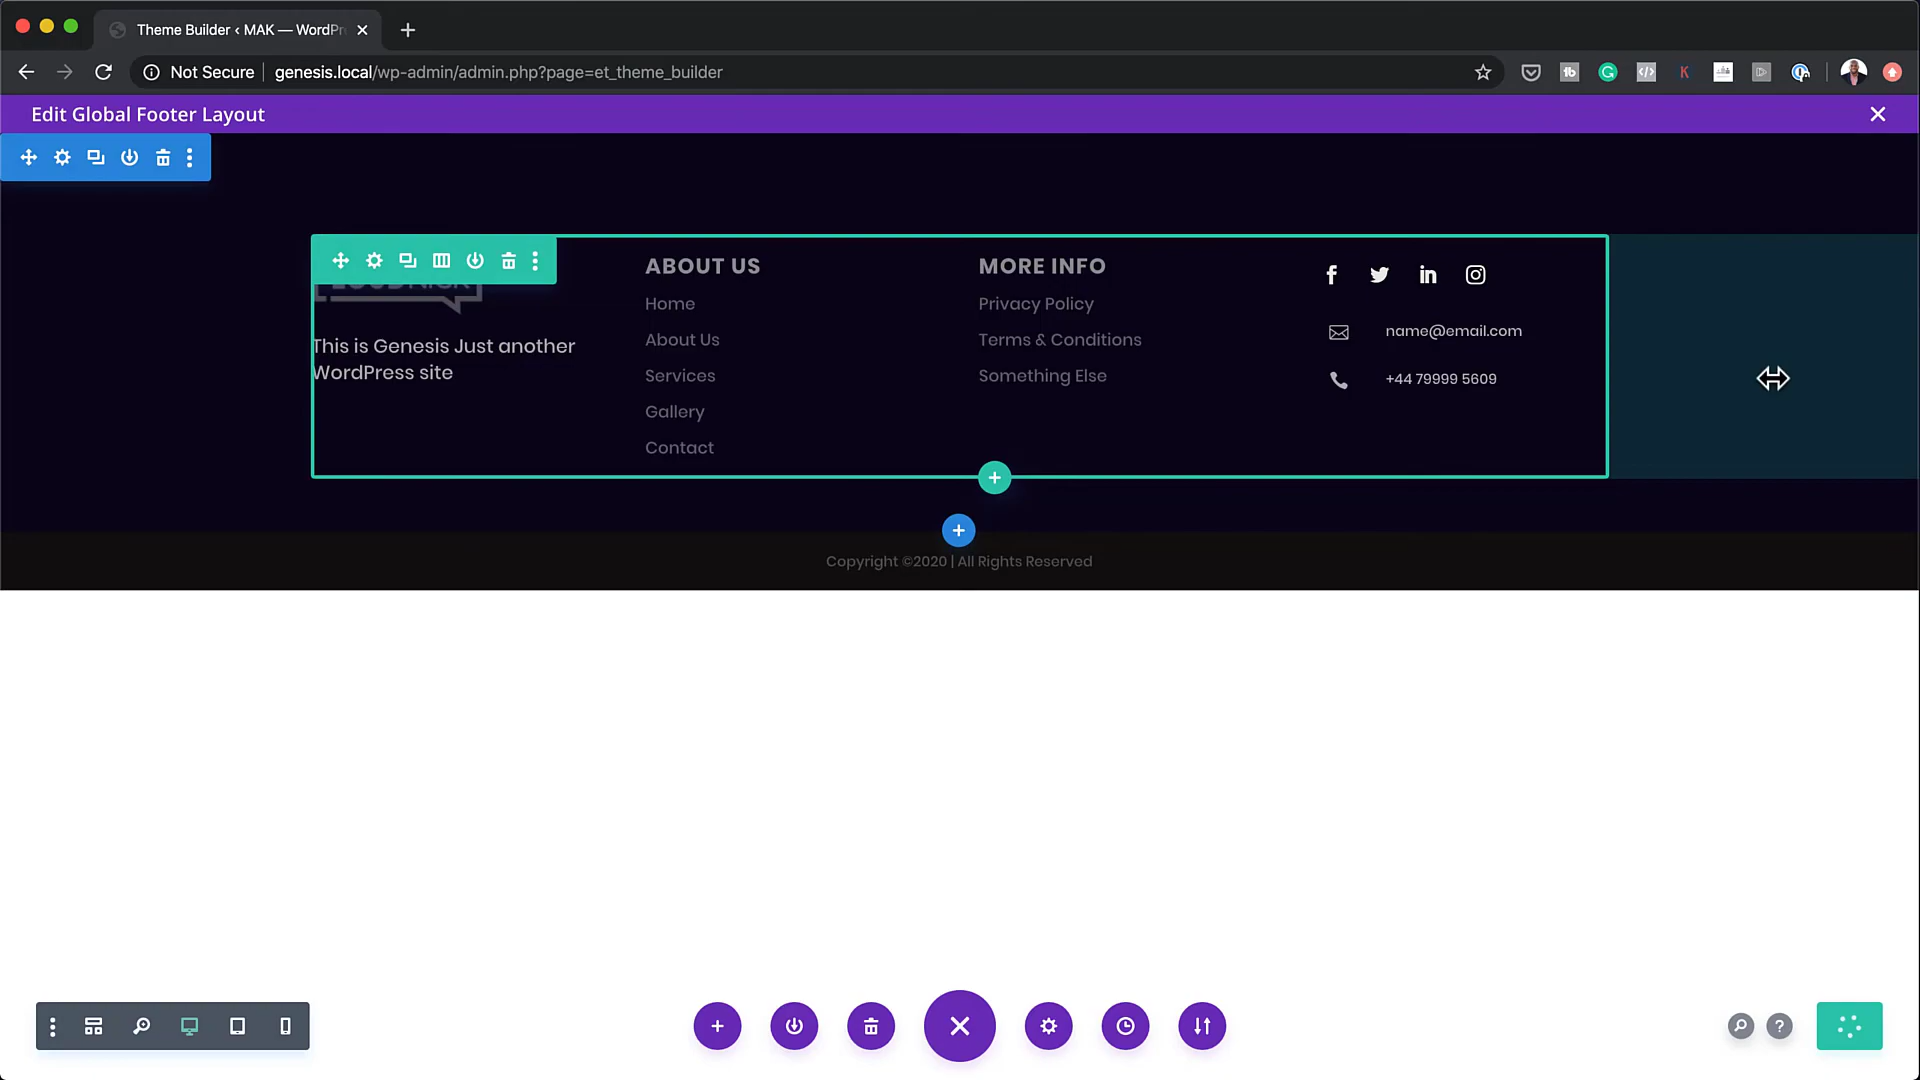 Theme Builder ‹ MAK — WordPr
Not Secure
genesis.local/wp-admin/admin.php?page=et_theme_builder
Edit Global Footer Layout
This is Genesis Just another
WordPress site
ABOUT US
Home
About Us
Services
Gallery
Contact
MORE INFO
Privacy Policy
Terms & Conditions
Something Else
name@email.com
+44 79999 5609
Copyright ©2020 | All Rights Reserved